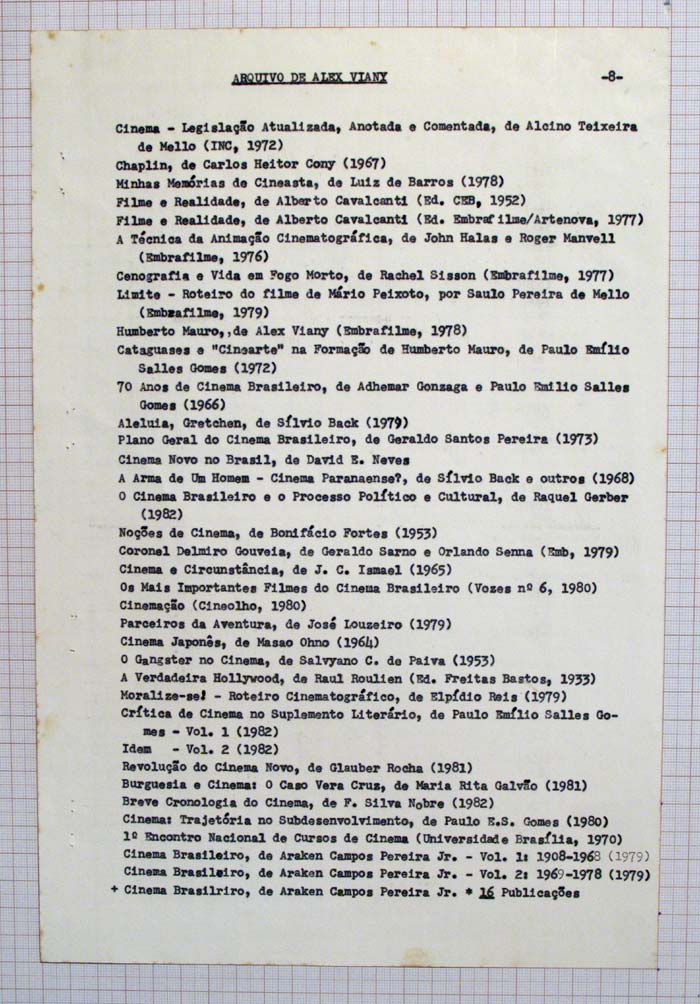 ARQUIVO DE ALEX VIANY -8-
Cinema - Legislação Atualizada, Anotada e Comentada, de Alcino Teixeira
de Mello (INC, 1972)
Chaplin, de Carlos Heitor Cony (1967)
Minhas Memórias de Cineasta, de Luiz de Barros (1978)
Filme e Realidade, de Alberto Cavalcanti (Ed. CEB, 1952)
Filme e Realidade, de Alberto Cavalcanti (Ed. Embrafilme/Artenova, 1977)
A Técnica da Animação Cinematográfica, de John Halas e Roger Manvell
(Embrafilme, 1976)
Cenografia e Vida em Fogo Morto, de Rachel Sisson (Embrafilme, 1977)
Limite - Roteiro do filme de Mário Peixoto, por Saulo Pereira de Mello
(Embrafilme, 1979)
Humberto Mauro,,de Alex Viany (Embrafilme, 1978)
Cataguases e "Cinearte" na Formação de Humberto Mauro, de Paulo Emílio
Salles Gomes (1972)
70 Anos de Cinema Brasileiro, de Adhemar Gonzaga e Paulo Emilio Salles
Gomes (1966)
Aleluia, Gretchen, de Sílvio Back (1979)
Plano Geral do Cinema Brasileiro, de Geraldo Santos Pereira (1973)
Cinema Novo no Brasil, de David E. Neves
A Arma de Um Homem - Cinema Paranaense?, de Sílvio Back e outros (1968)
O Cinema Brasileiro e o Processo Político e Cultural, de Raquel Gerber
(1982)
Noções de Cinema, de Bonifácio Fortes (1953)
Coronel Delmiro Gouveia, de Geraldo Sarno e Orlando Senna (Emb, 1979)
Cinema e Circunstância, de J. C. Ismael (1965)
Os Mais Importantes Filmes do Cinema Brasileiro (Vozes nº 6, 1980)
Cinemação (Cineolho, 1980)
Parceiros da Aventura, de José Louzeiro (1979)
Cinema Japonês, de Masao Ohno (1964)
O Gangster no Cinema, de Salvyano C. de Paiva (1953)
A Verdadeira Hollywood, de Raul Roulien (Ed. Freitas Bastos, 1933)
Moralize-se! - Roteiro Cinematográfico, de Elpídio Reis (1979)
Crítica de Cinema no Suplemento Literário, de Paulo Emílio Salles Go-
mes - Vol. 1 (1982)
Idem - Vol. 2 (1982)
Revolução do Cinema Novo, de Glauber Rocha (1981)
Burguesia e Cinema: O Caso Vera Cruz, de Maria Rita Galvão (1981)
Breve Cronologia do Cinema, de F. Silva Nobre (1982)
Cinema: Trajetória no Subdesenvolvimento, de Paulo E.S. Gomes (1980)
1º Encontro Nacional de Cursos de Cinema (Universidade Brasília, 1970)
Cinema Brasileiro, de Araken Campos Pereira Jr. - Vol. 1: 1908-1968 (1979)
Cinema Brasileiro, de Araken Campos Pereira Jr. - Vol. 2: 1969-1978 (1979)
+ Cinema Brasilriro, de Araken Campos Pereira Jr. * 16 Publicações